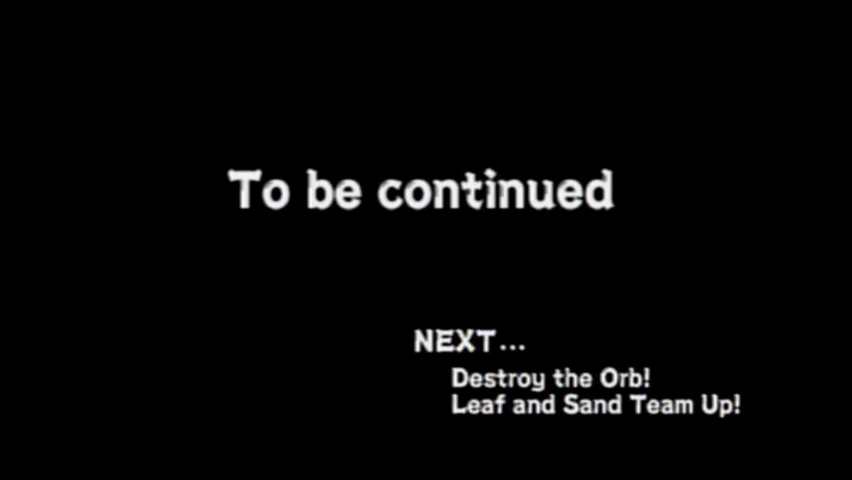 To be continued
NEXT...
Destroy the Orb!
Leaf and Sand Team Up!